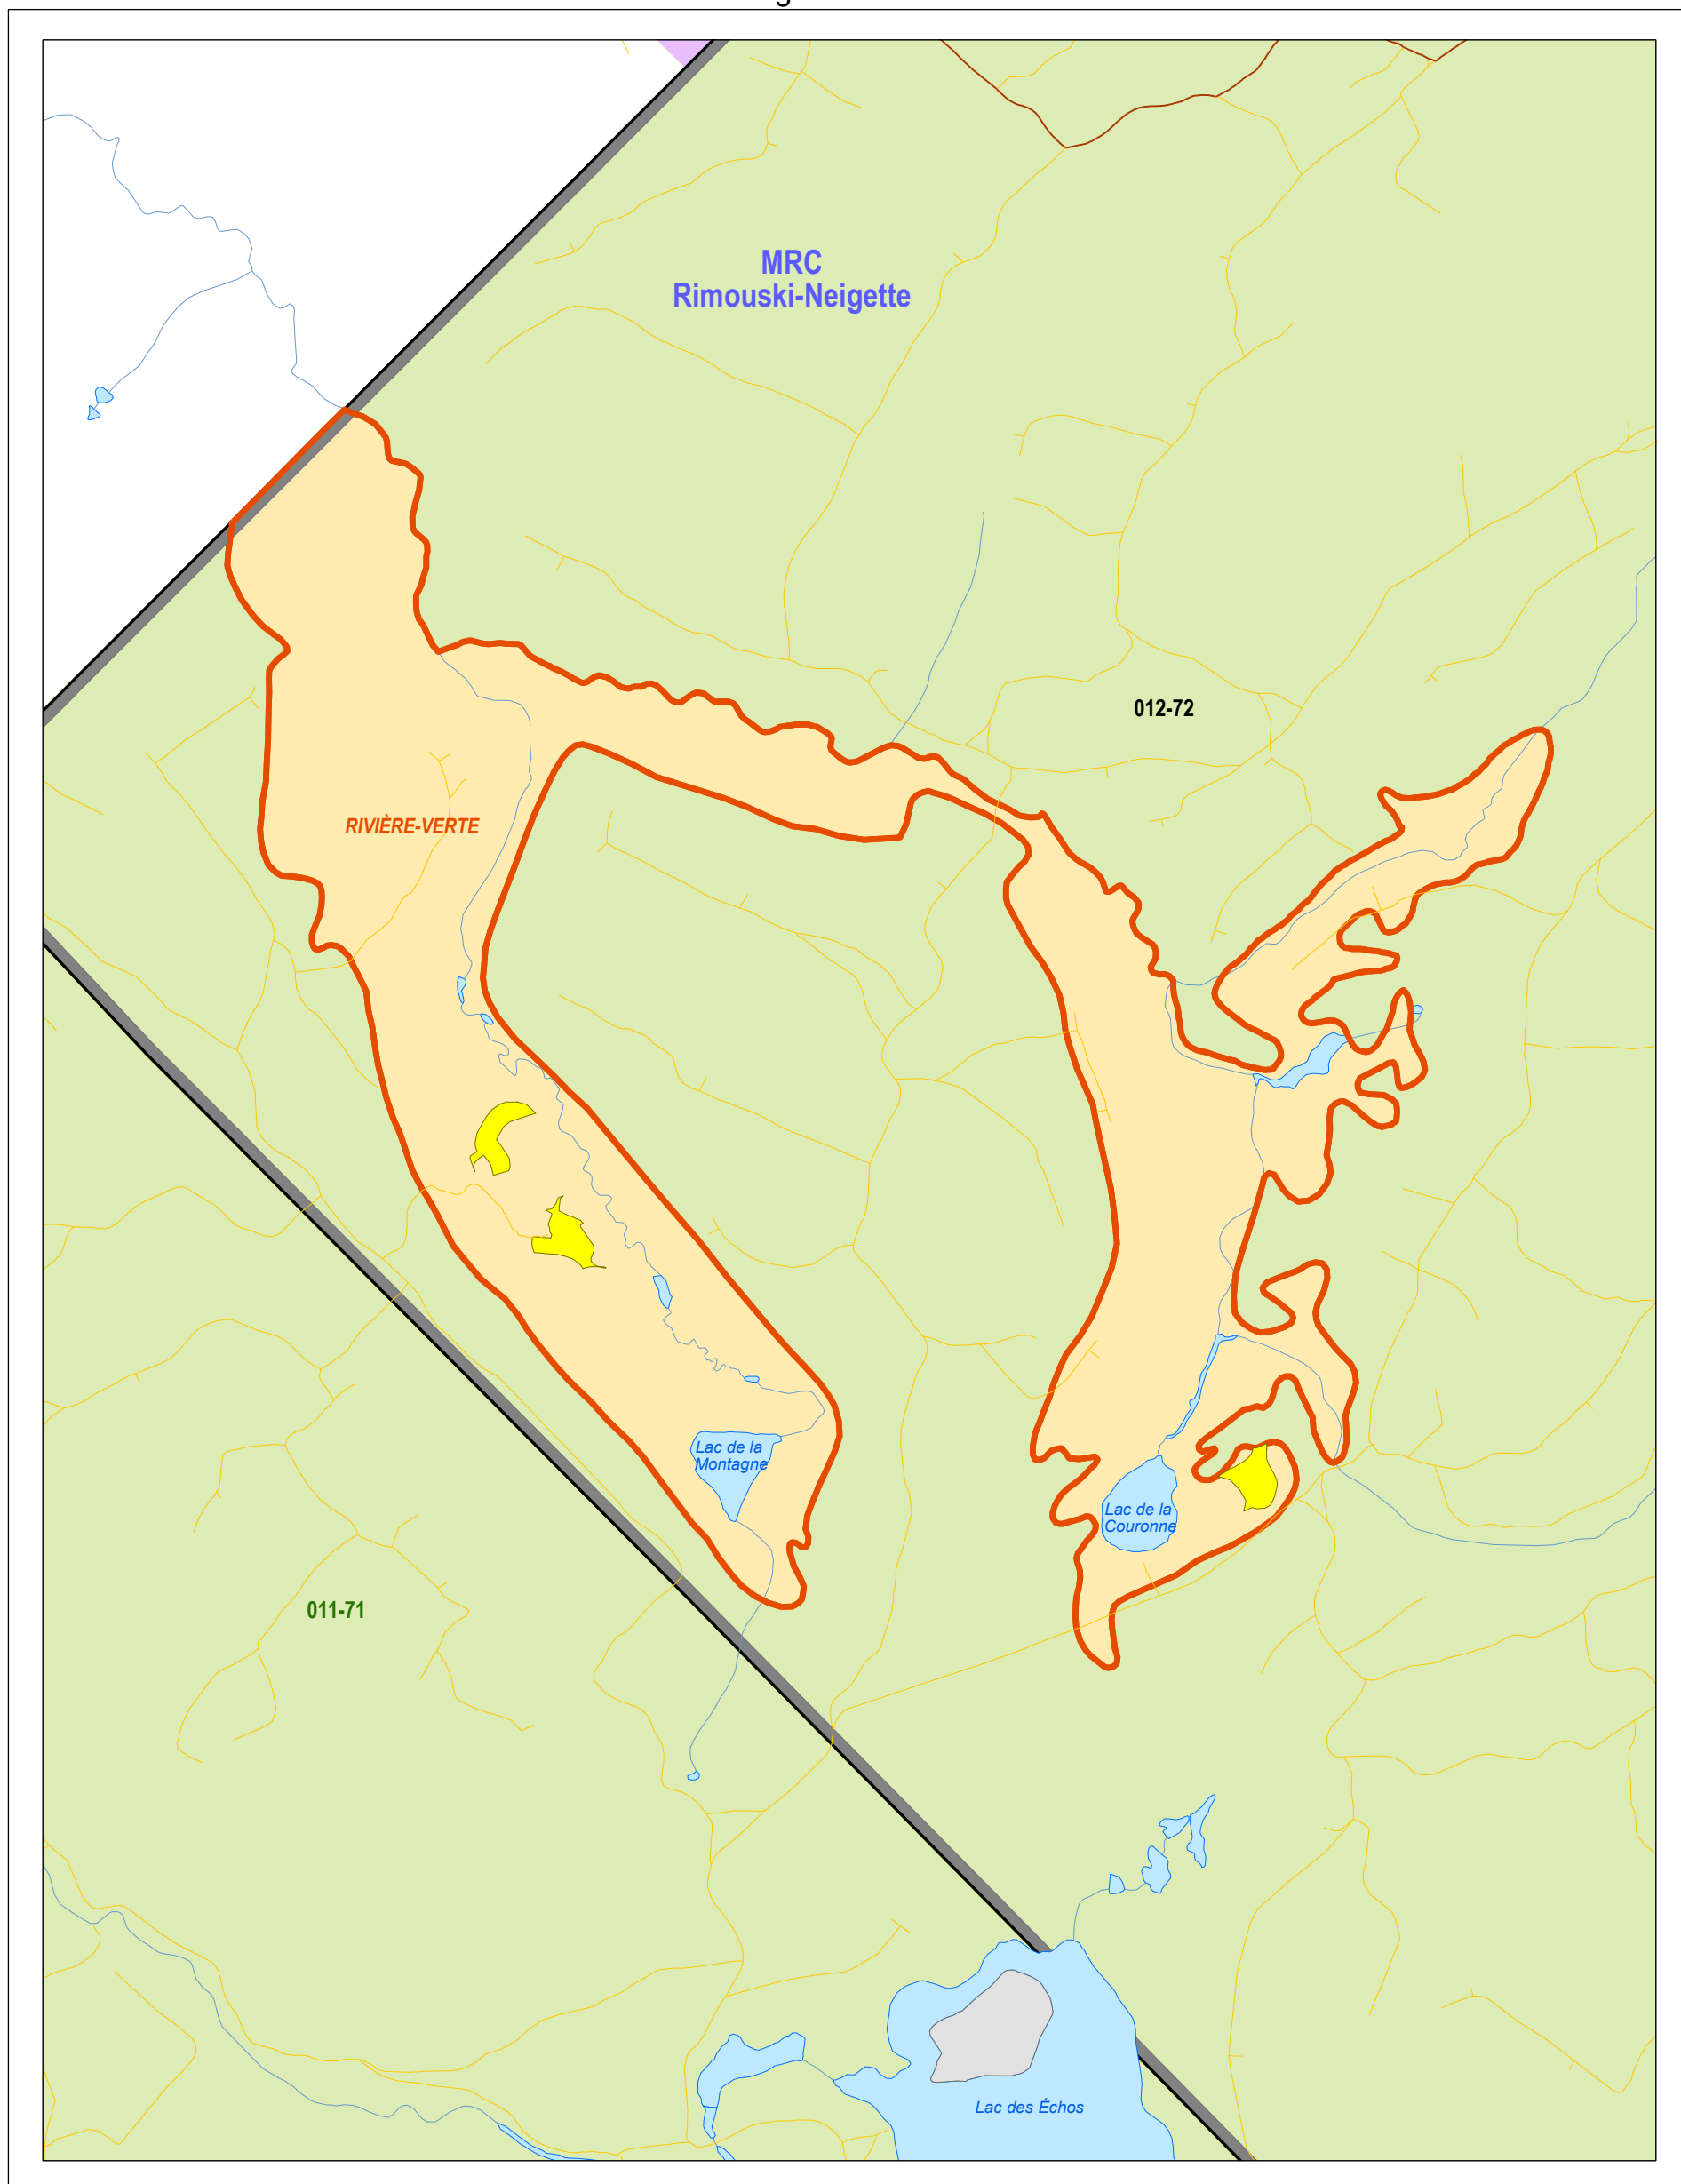 MRC
Rimouski-Neigette
012-72
RIVIÈRE-VERTE
Lac de la
Montagne
Lac de la
Couronne
011-71
Lac des Échos